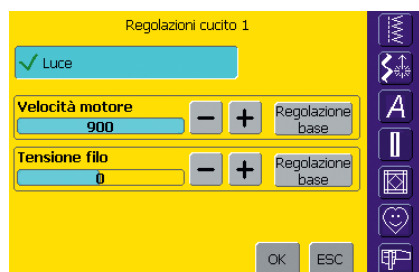 Regolazioni cucito 1
Luce
Velocità motore
900
Regolazione
base
Tensione filo
0
Regolazione
base
A
OK ESC